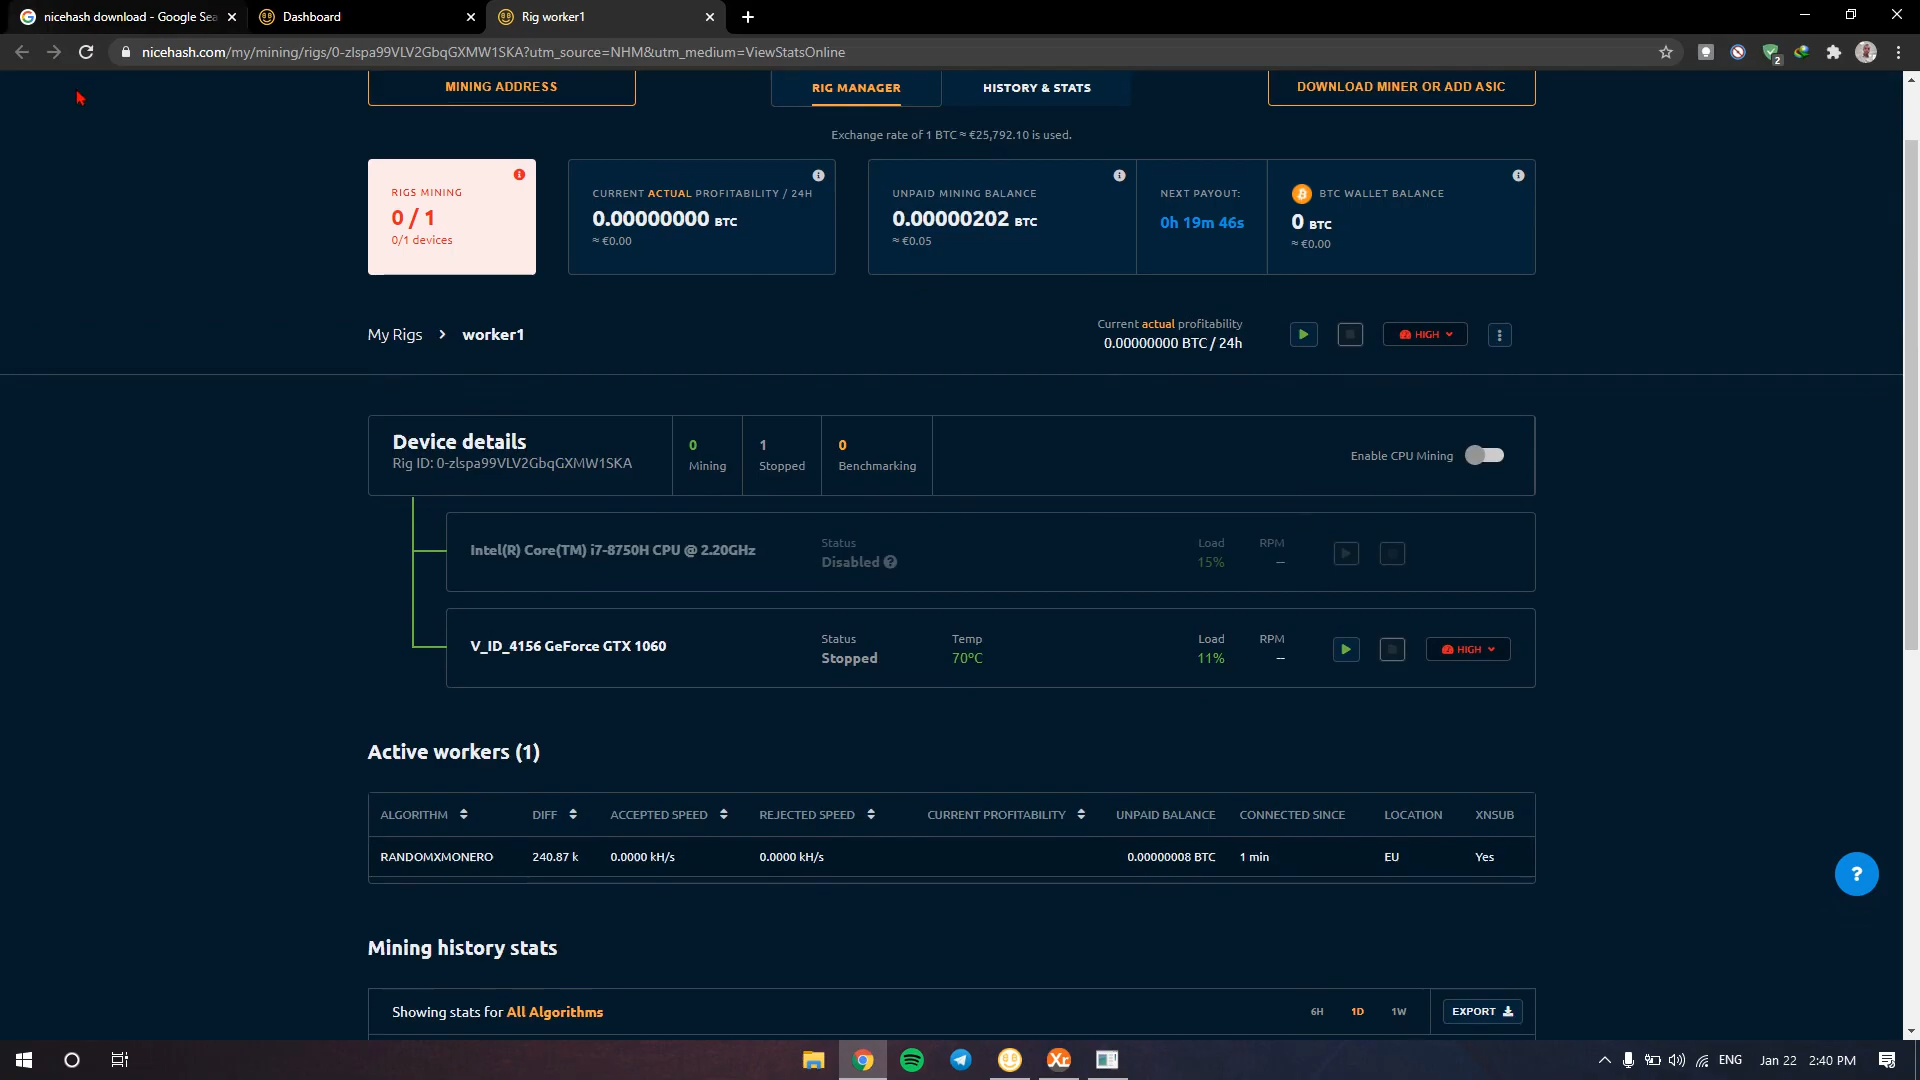 nicehash download - Google Sea
Dashboard
Rig worker1
nicehash.com/my/mining/rigs/0-zlspa99VLV2GbqGXMW1SKA?utm_source=NHM&utm_medium=ViewStatsOnline
2
MINING ADDRESS
RIG MANAGER
HISTORY & STATS
DOWNLOAD MINER OR ADD ASIC
Exchange rate of 1 BTC ≈ €25,792.10 is used.
RIGS MINING
0 / 1
0/1 devices
CURRENT ACTUAL PROFITABILITY / 24H
0.00000000 BTC
≈ €0.00
UNPAID MINING BALANCE
0.00000202 BTC
≈ €0.05
NEXT PAYOUT:
0h 19m 46s
BTC WALLET BALANCE
0 BTC
≈ €0.00
My Rigs > worker1
Current actual profitability
0.00000000 BTC / 24h
HIGH
Device details
Rig ID: 0-zlspa99VLV2GbqGXMW1SKA
0
Mining
1
Stopped
0
Benchmarking
Enable CPU Mining
Intel(R) Core(TM) i7-8750H CPU @ 2.20GHz
Status
Disabled ?
Load
15%
RPM
--
V_ID_4156 GeForce GTX 1060
Status
Stopped
Temp
70°C
Load
11%
RPM
--
HIGH
Active workers (1)
ALGORITHM DIFF ACCEPTED SPEED REJECTED SPEED CURRENT PROFITABILITY UNPAID BALANCE CONNECTED SINCE LOCATION XNSUB
RANDOMXMONERO 240.87 k 0.0000 kH/s 0.0000 kH/s 0.00000008 BTC 1 min EU Yes
?
Mining history stats
Showing stats for All Algorithms
6H 1D 1W
EXPORT
Xr
ENG
Jan 22 2:40 PM